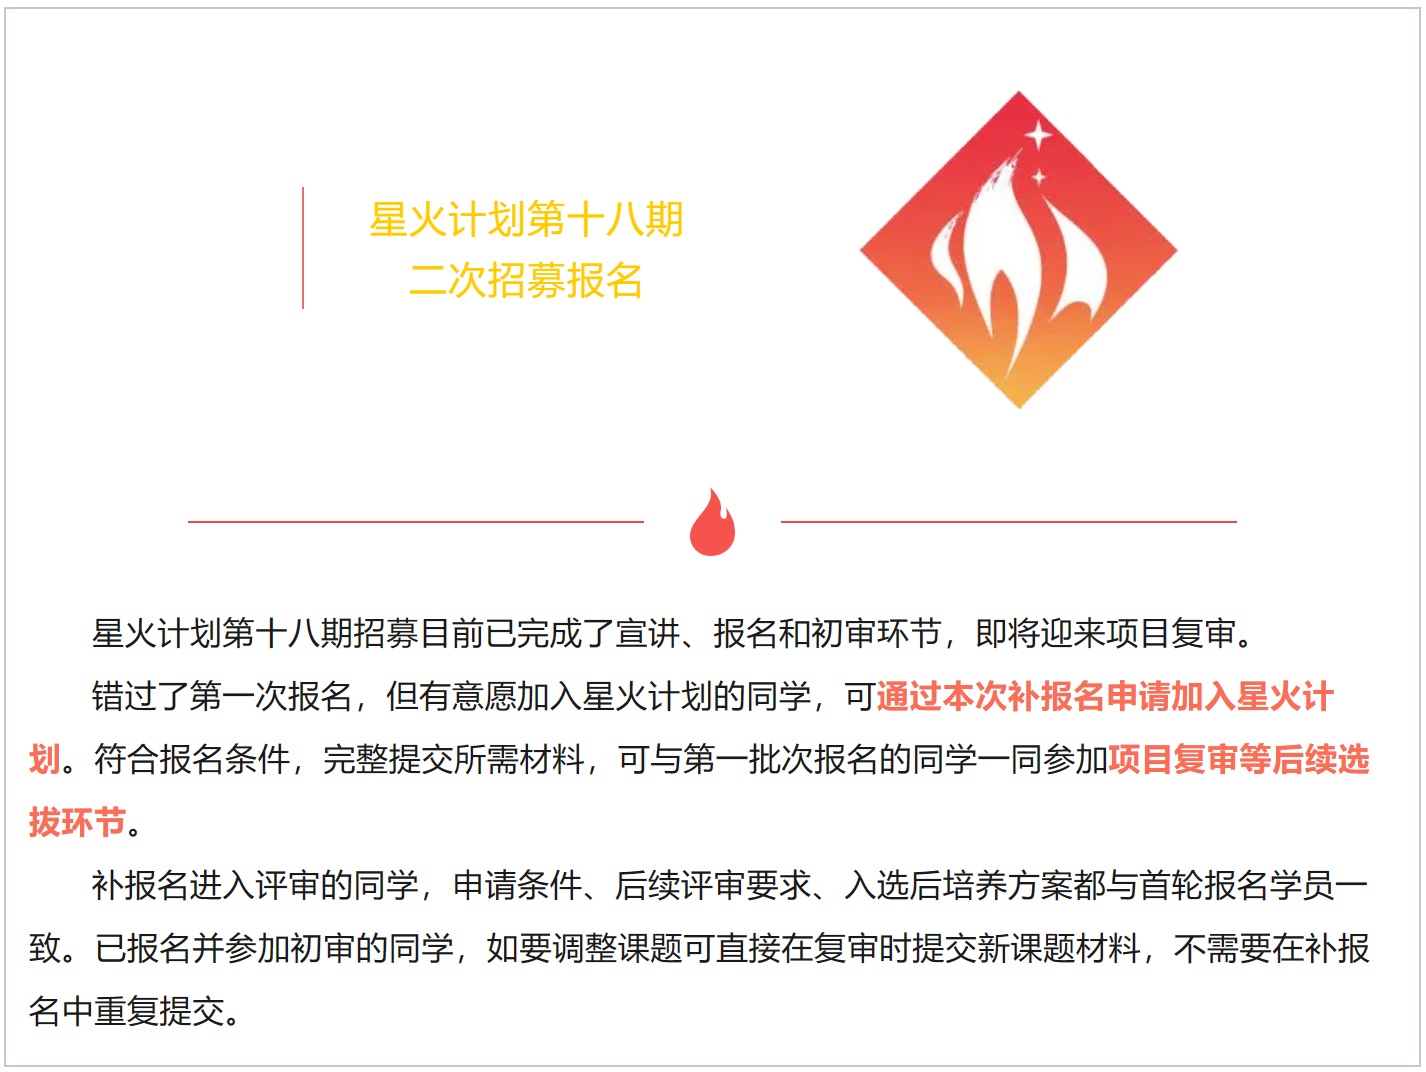 星火计划第十八期
二次招募报名
星火计划第十八期招募目前已完成了宣讲、报名和初审环节，即将迎来项目复审。
错过了第一次报名，但有意愿加入星火计划的同学，可通过本次补报名申请加入星火计
划。符合报名条件，完整提交所需材料，可与第一批次报名的同学一同参加项目复审等后续选
拔环节。
补报名进入评审的同学，申请条件、后续评审要求、入选后培养方案都与首轮报名学员一
致。已报名并参加初审的同学，如要调整课题可直接在复审时提交新课题材料，不需要在补报
名中重复提交。